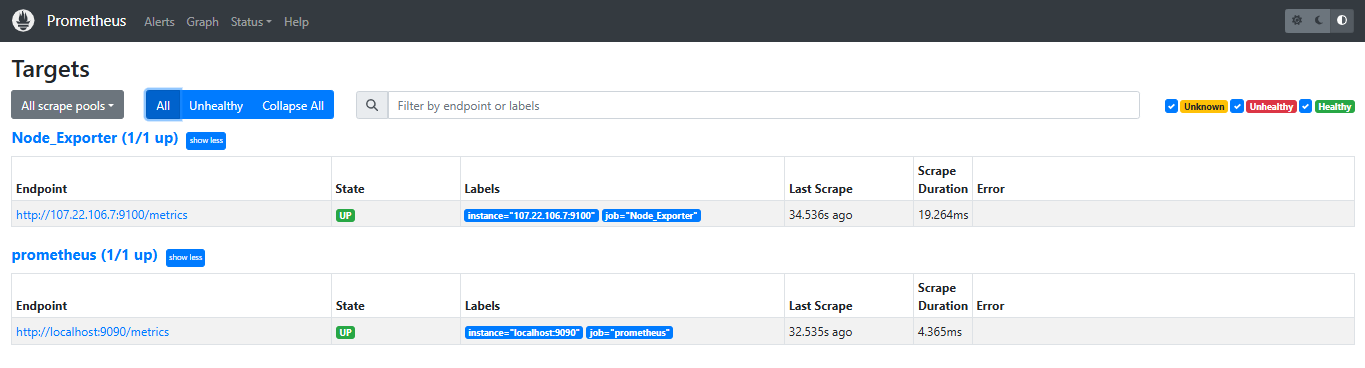 Prometheus Alerts Graph Status Help
Targets
All scrape pools All Unhealthy Collapse All Filter by endpoint or labels Unknown Unhealthy Healthy
Node_Exporter (1/1 up) show less
Endpoint State Labels Last Scrape Scrape Duration Error
http://107.22.106.7:9100/metrics UP instance="107.22.106.7:9100" job="Node_Exporter" 34.536s ago 19.264ms
prometheus (1/1 up) show less
Endpoint State Labels Last Scrape Scrape Duration Error
http://localhost:9090/metrics UP instance="localhost:9090" job="prometheus" 32.535s ago 4.365ms